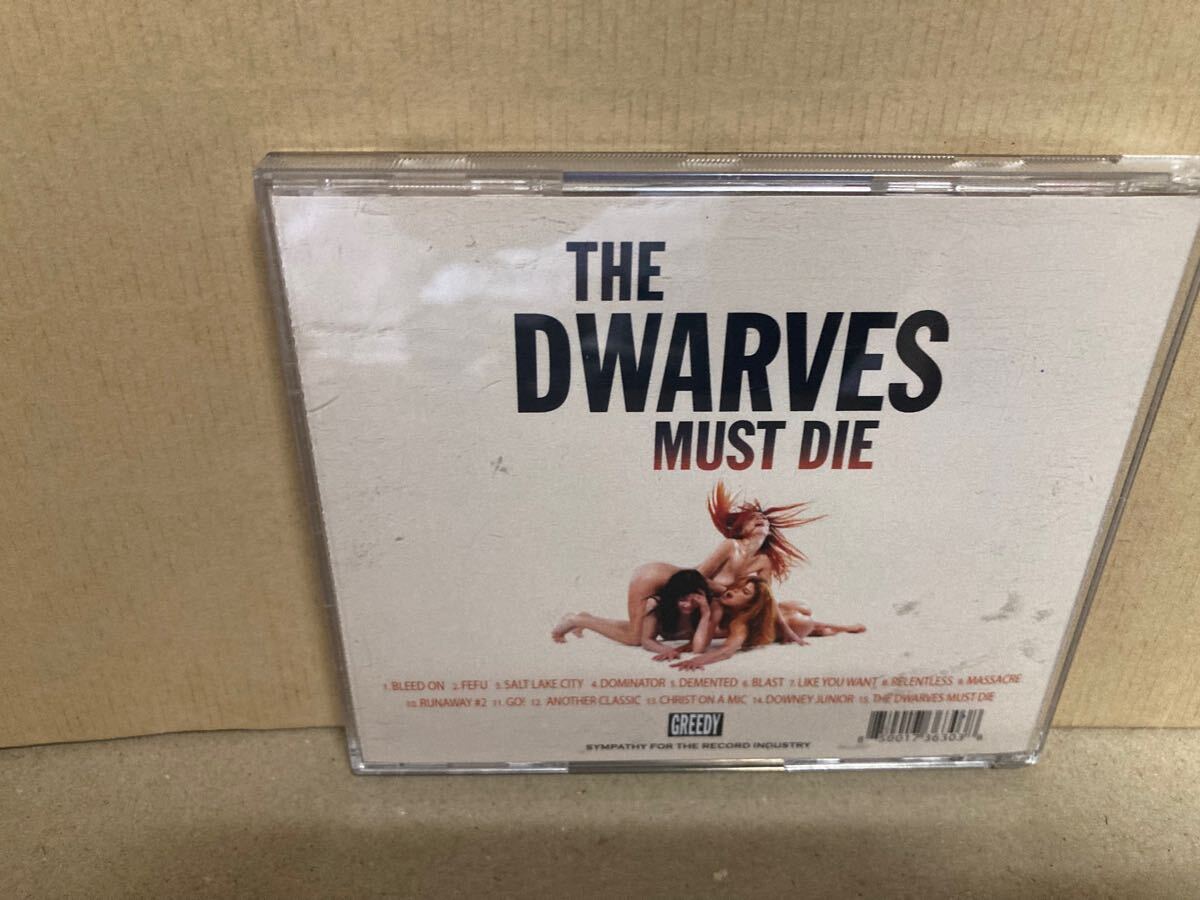 THE
DWARVES
MUST DIE
1. BLEED ON 2. FEFU 3. SALT LAKE CITY 4. DOMINATOR 5. DEMENTED 6. BLAST 7. LIKE YOU WANT 8. RELENTLESS 9. MASSACRE
10. RUNAWAY #2 11. GO! 12. ANOTHER CLASSIC 13. CHRIST ON A MIC 14. DOWNEY JUNIOR 15. THE DWARVES MUST DIE
GREEDY
SYMPATHY FOR THE RECORD INDUSTRY